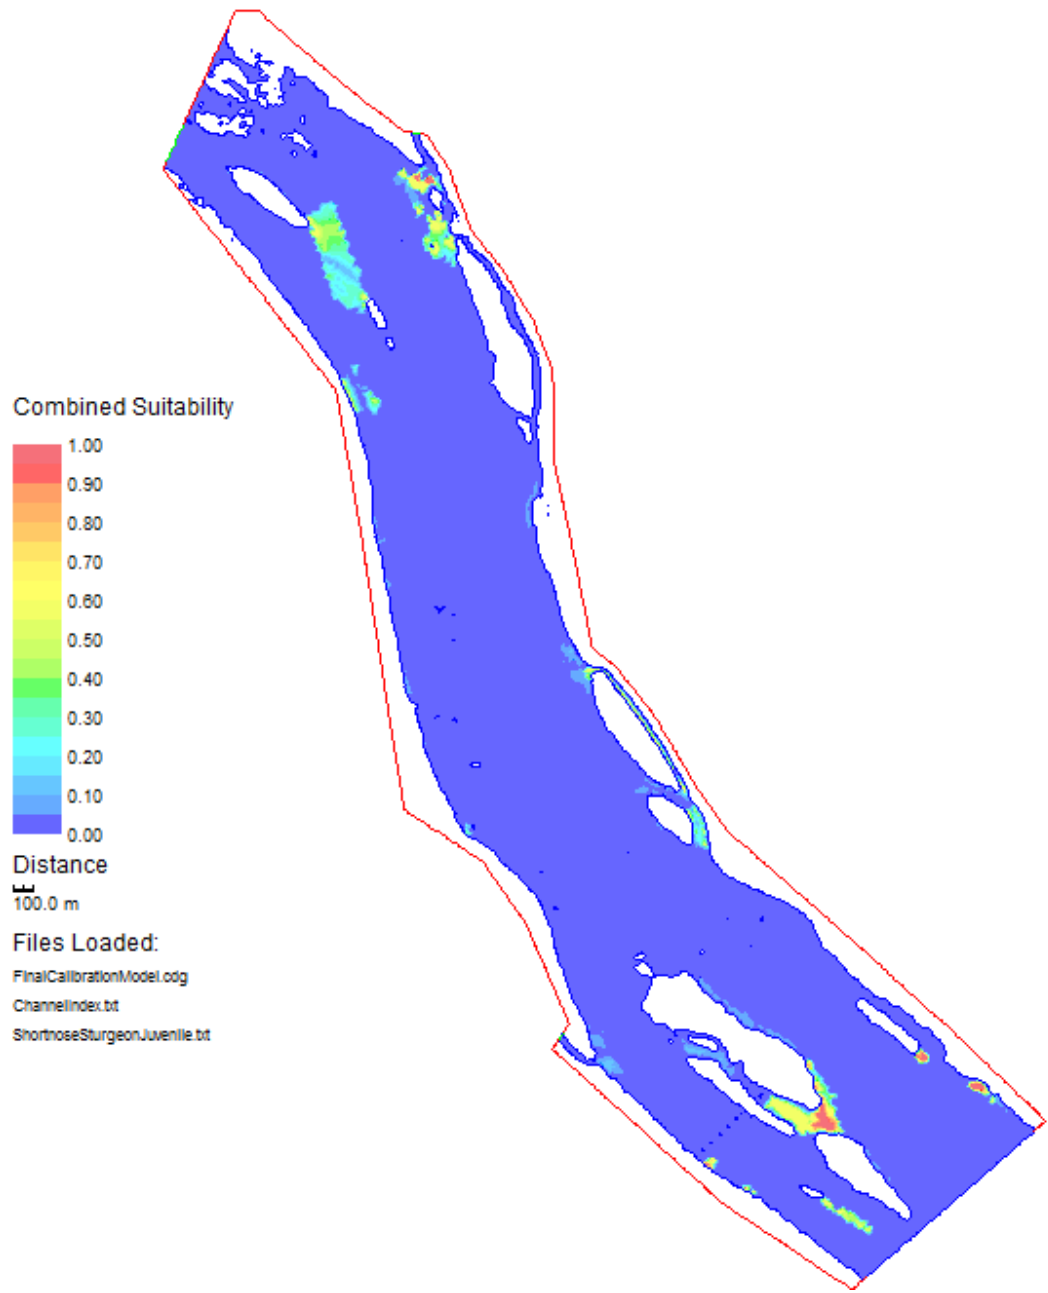 Combined Suitability
1.00
0.90
0.80
0.70
0.60
0.50
0.40
0.30
0.20
0.10
0.00
Distance
100.0 m
Files Loaded:
FinalCalibrationModel.cdg
ChannelIndex.txt
ShortnoseSturgeonJuvenile.txt